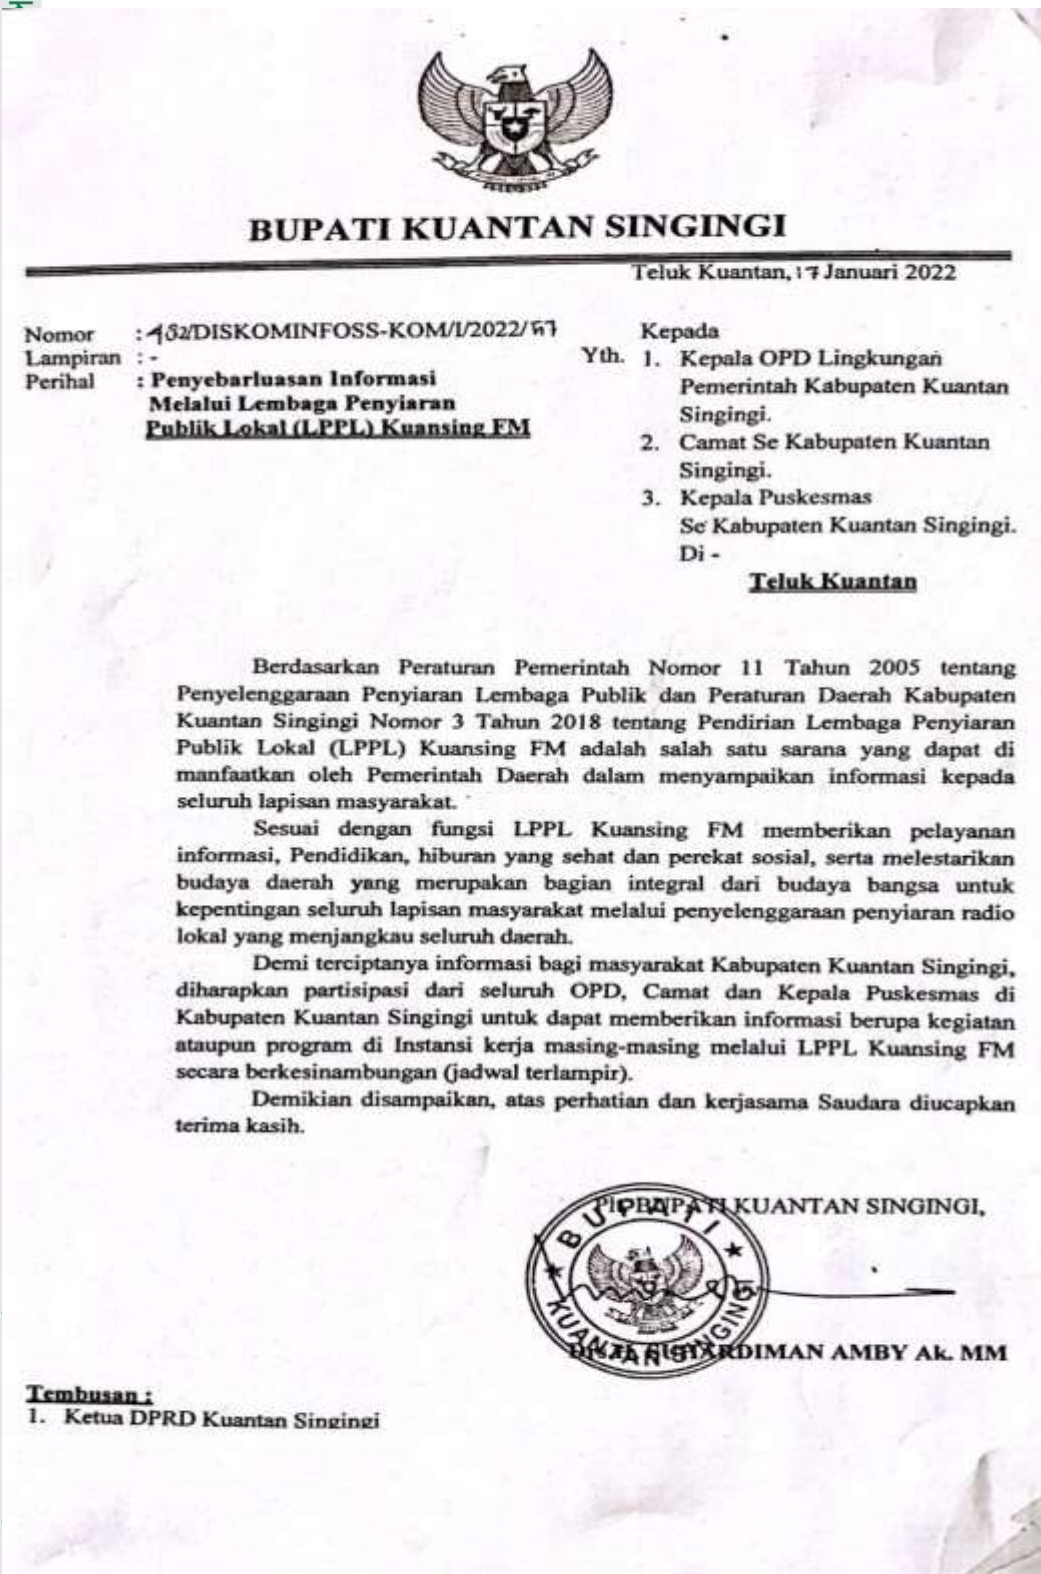 BUPATI KUANTAN SINGINGI
Teluk Kuantan, 17 Januari 2022
Nomor : /DISKOMINFOSS-KOM/I/2022/
Lampiran : -
Perihal : Penyebarluasan Informasi
Melalui Lembaga Penyiaran
Publik Lokal (LPPL) Kuansing FM
Kepada
Yth. 1. Kepala OPD Lingkungan
Pemerintah Kabupaten Kuantan
Singingi.
2. Camat Se Kabupaten Kuantan
Singingi.
3. Kepala Puskesmas
Se Kabupaten Kuantan Singingi.
Di -
Teluk Kuantan
Berdasarkan Peraturan Pemerintah Nomor 11 Tahun 2005 tentang
Penyelenggaraan Penyiaran Lembaga Publik dan Peraturan Daerah Kabupaten
Kuantan Singingi Nomor 3 Tahun 2018 tentang Pendirian Lembaga Penyiaran
Publik Lokal (LPPL) Kuansing FM adalah salah satu sarana yang dapat di
manfaatkan oleh Pemerintah Daerah dalam menyampaikan informasi kepada
seluruh lapisan masyarakat.
Sesuai dengan fungsi LPPL Kuansing FM memberikan pelayanan
informasi, Pendidikan, hiburan yang sehat dan perekat sosial, serta melestarikan
budaya daerah yang merupakan bagian integral dari budaya bangsa untuk
kepentingan seluruh lapisan masyarakat melalui penyelenggaraan penyiaran radio
lokal yang menjangkau seluruh daerah.
Demi terciptanya informasi bagi masyarakat Kabupaten Kuantan Singingi,
diharapkan partisipasi dari seluruh OPD, Camat dan Kepala Puskesmas di
Kabupaten Kuantan Singingi untuk dapat memberikan informasi berupa kegiatan
ataupun program di Instansi kerja masing-masing melalui LPPL Kuansing FM
secara berkesinambungan (jadwal terlampir).
Demikian disampaikan, atas perhatian dan kerjasama Saudara diucapkan
terima kasih.
Plt. BUPATI KUANTAN SINGINGI,
BUPATI
KUANTAN SINGINGI
AMBY Ak. MM
Tembusan :
1. Ketua DPRD Kuantan Singingi